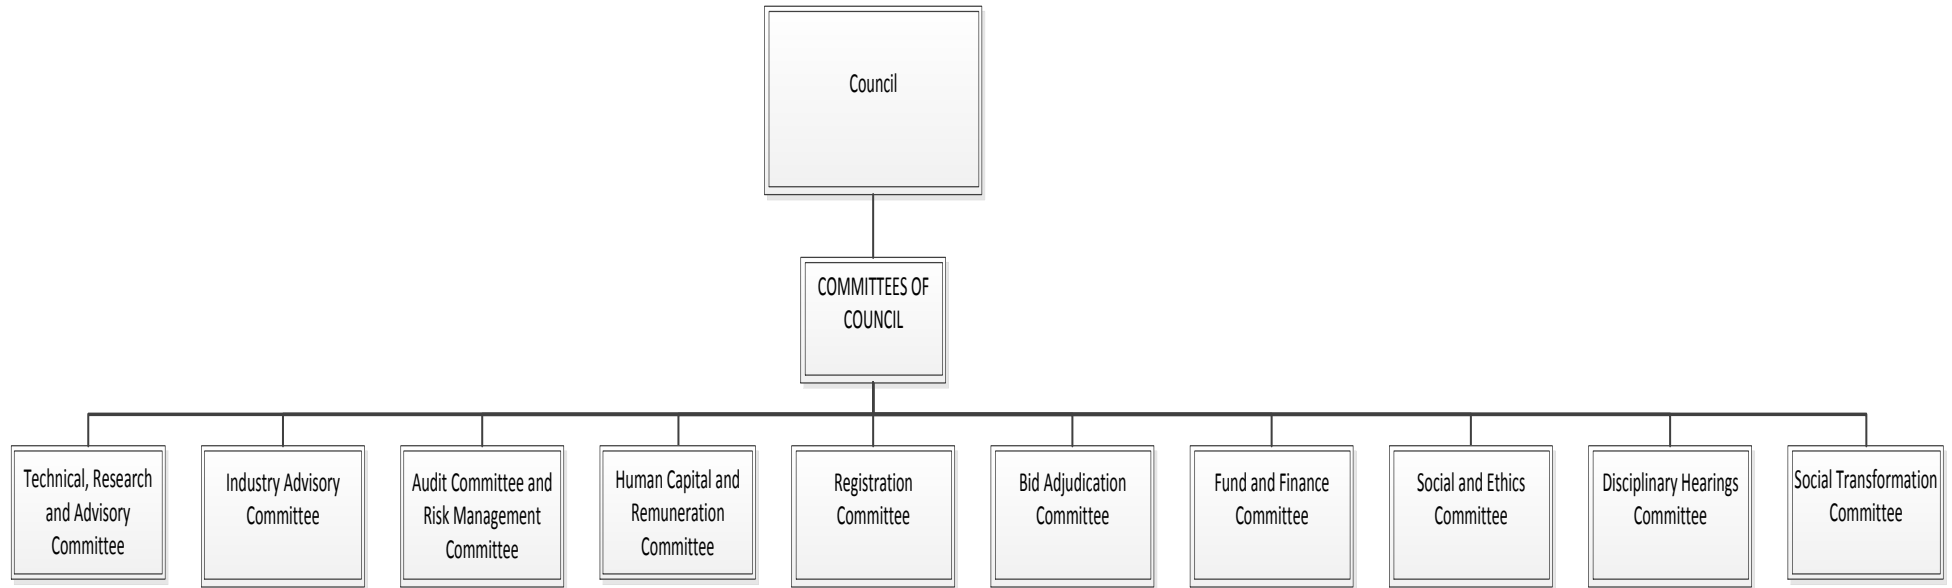 Council
COMMITTEES OF
COUNCIL
Technical, Research
and Advisory
Committee
Industry Advisory
Committee
Audit Committee and
Risk Management
Committee
Human Capital and
Remuneration
Committee
Registration
Committee
Bid Adjudication
Committee
Fund and Finance
Committee
Social and Ethics
Committee
Disciplinary Hearings
Committee
Social Transformation
Committee